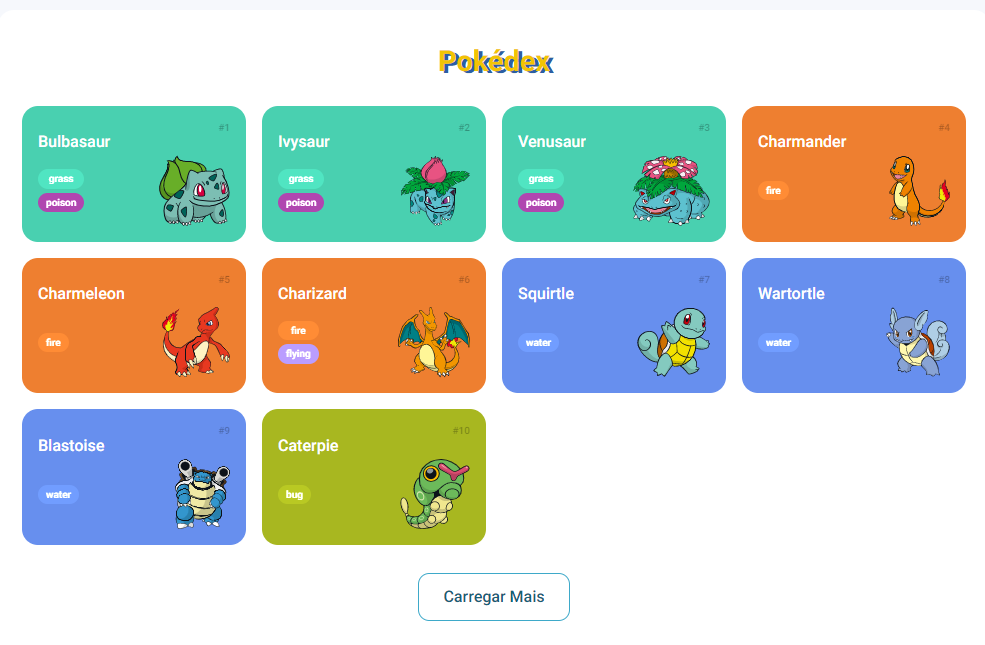 Pokédex
#1
Bulbasaur
grass
poison
#2
Ivysaur
grass
poison
#3
Venusaur
grass
poison
#4
Charmander
fire
#5
Charmeleon
fire
#6
Charizard
fire
flying
#7
Squirtle
water
#8
Wartortle
water
#9
Blastoise
water
#10
Caterpie
bug
Carregar Mais